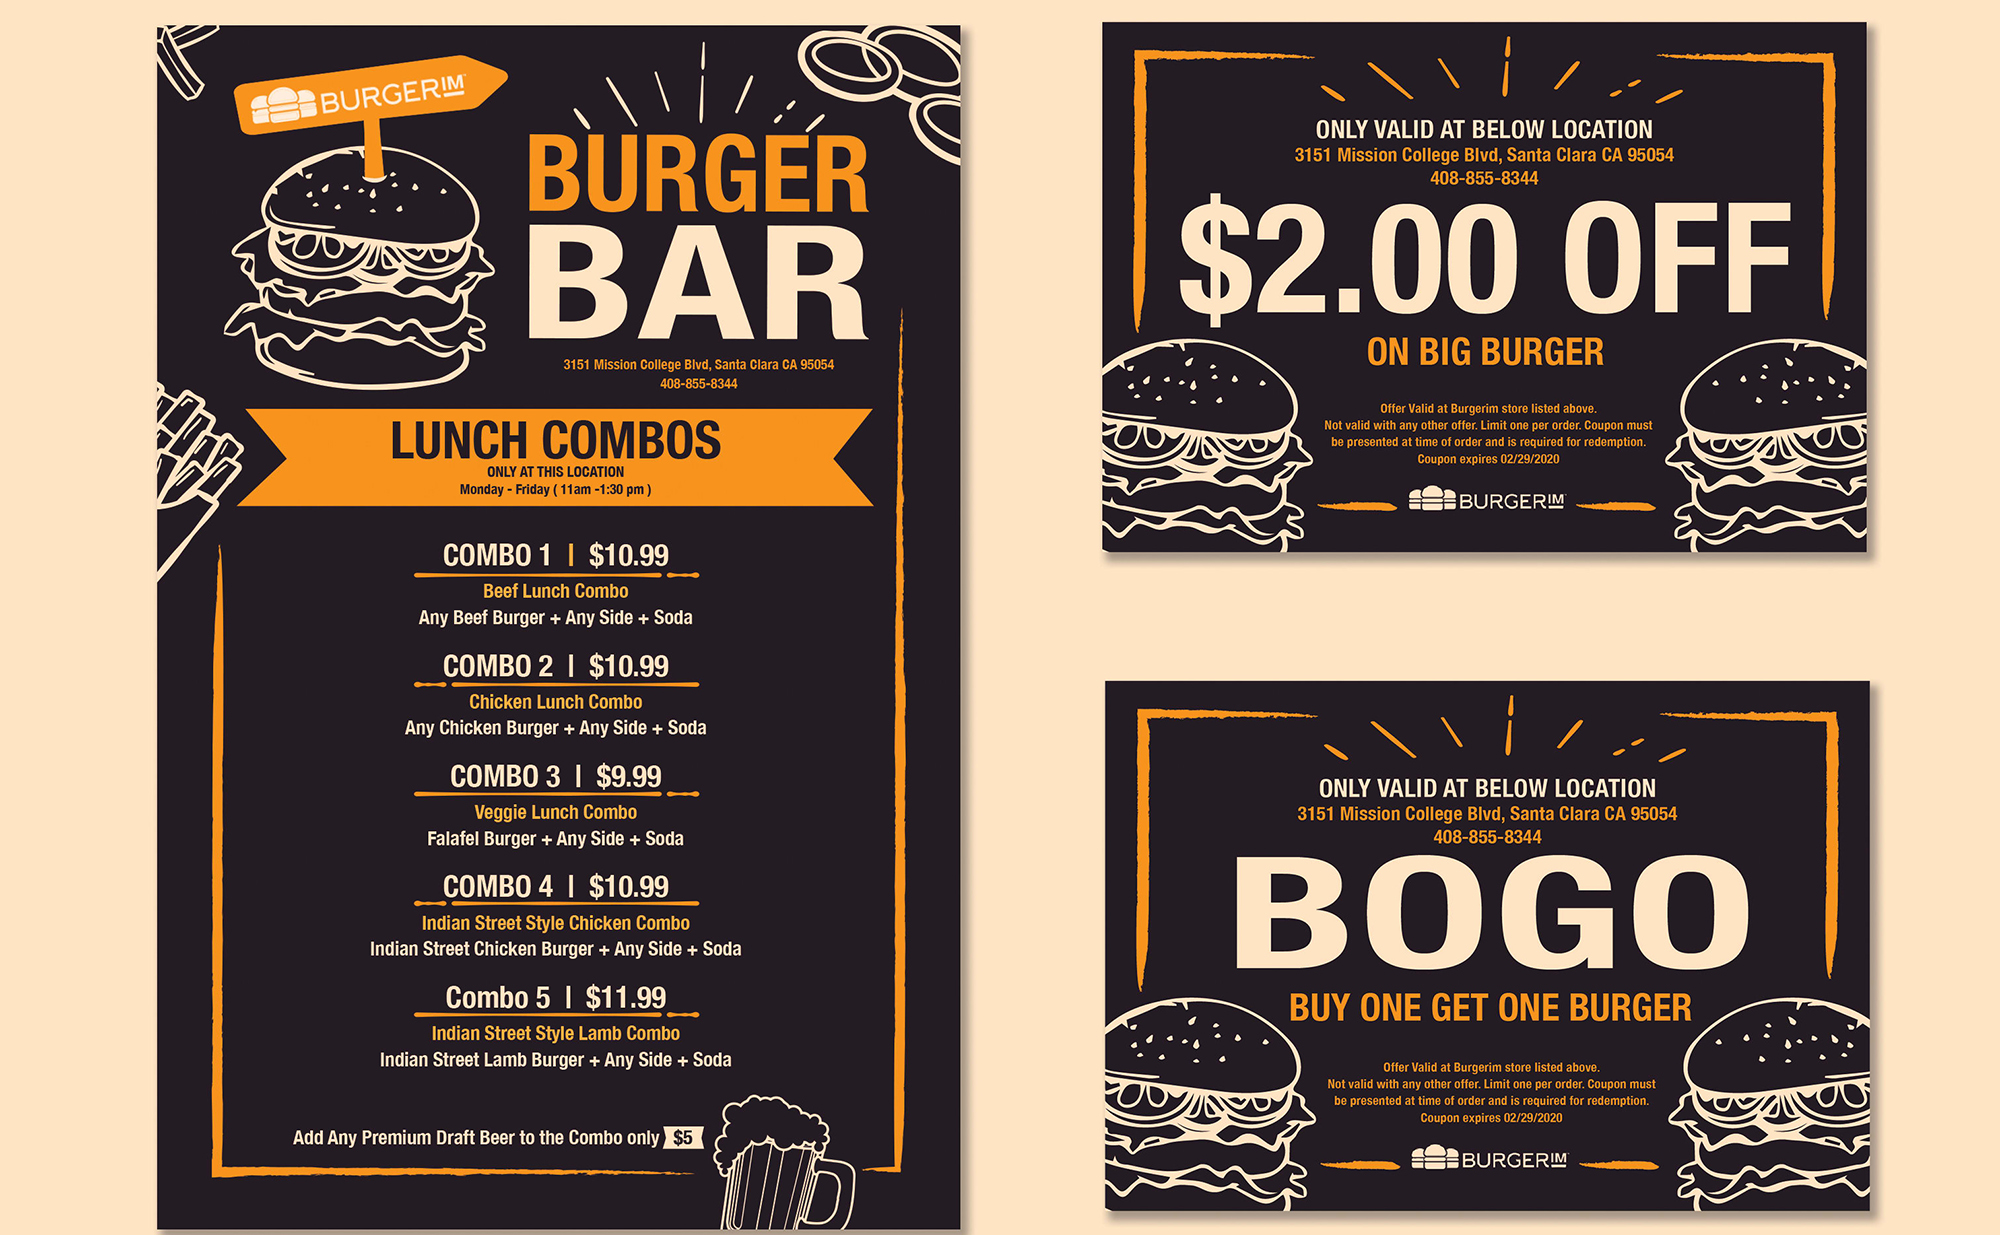 BURGERIM
BURGER
BAR
3151 Mission College Blvd, Santa Clara CA 95054
408-855-8344
LUNCH COMBOS
ONLY AT THIS LOCATION
Monday - Friday ( 11am -1:30 pm )
COMBO 1 | $10.99
Beef Lunch Combo
Any Beef Burger + Any Side + Soda
COMBO 2 | $10.99
Chicken Lunch Combo
Any Chicken Burger + Any Side + Soda
COMBO 3 | $9.99
Veggie Lunch Combo
Falafel Burger + Any Side + Soda
COMBO 4 | $10.99
Indian Street Style Chicken Combo
Indian Street Chicken Burger + Any Side + Soda
Combo 5 | $11.99
Indian Street Style Lamb Combo
Indian Street Lamb Burger + Any Side + Soda
Add Any Premium Draft Beer to the Combo only $5
ONLY VALID AT BELOW LOCATION
3151 Mission College Blvd, Santa Clara CA 95054
408-855-8344
$2.00 OFF
ON BIG BURGER
Offer Valid at Burgerim store listed above.
Not valid with any other offer. Limit one per order. Coupon must
be presented at time of order and is required for redemption.
Coupon expires 02/29/2020
BURGERIM
ONLY VALID AT BELOW LOCATION
3151 Mission College Blvd, Santa Clara CA 95054
408-855-8344
BOGO
BUY ONE GET ONE BURGER
Offer Valid at Burgerim store listed above.
Not valid with any other offer. Limit one per order. Coupon must
be presented at time of order and is required for redemption.
Coupon expires 02/29/2020
BURGERIM